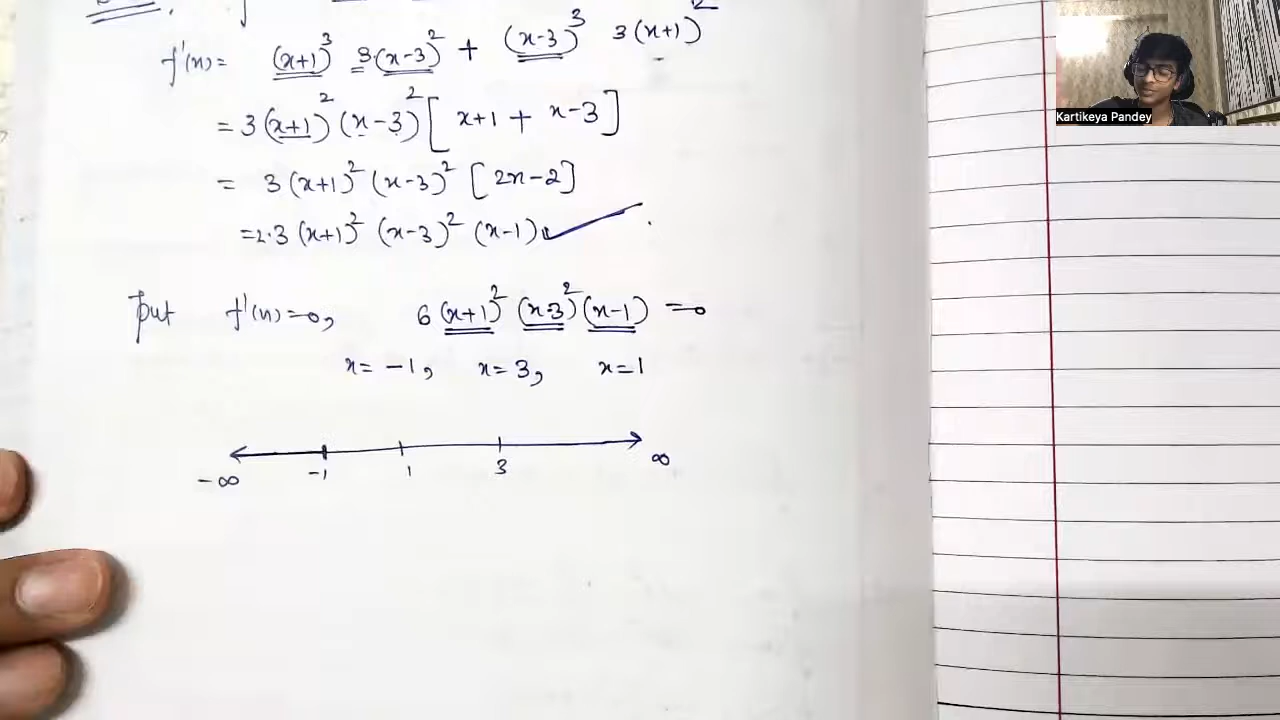 f'(x) = (x+1)³ 3·(x-3)² + (x-3)³ 3(x+1)²
= 3(x+1)² (x-3)² [ x+1 + x-3 ]
= 3(x+1)² (x-3)² [2x-2]
=2·3 (x+1)² (x-3)² (x-1)
Put f'(x)=0, 6 (x+1)² (x-3)² (x-1) =0
x= -1, x= 3, x=1
-∞ -1 1 3 ∞
Kartikeya Pandey